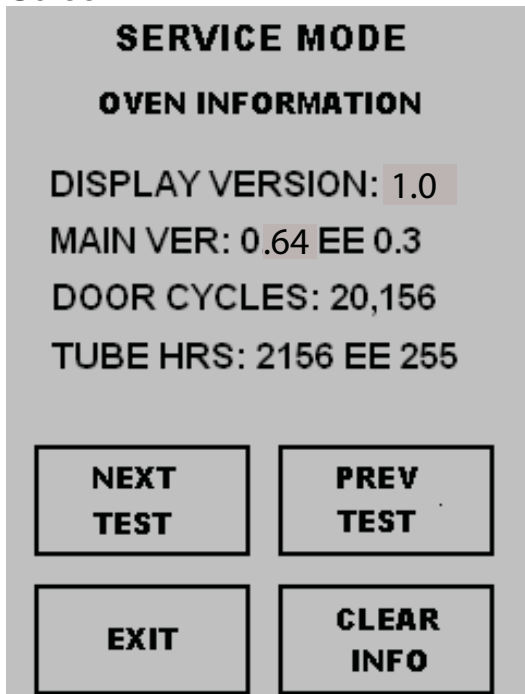 SERVICE MODE
OVEN INFORMATION
DISPLAY VERSION: 1.0
MAIN VER: 0.64 EE 0.3
DOOR CYCLES: 20,156
TUBE HRS: 2156 EE 255
NEXT
TEST
PREV
TEST
EXIT
CLEAR
INFO